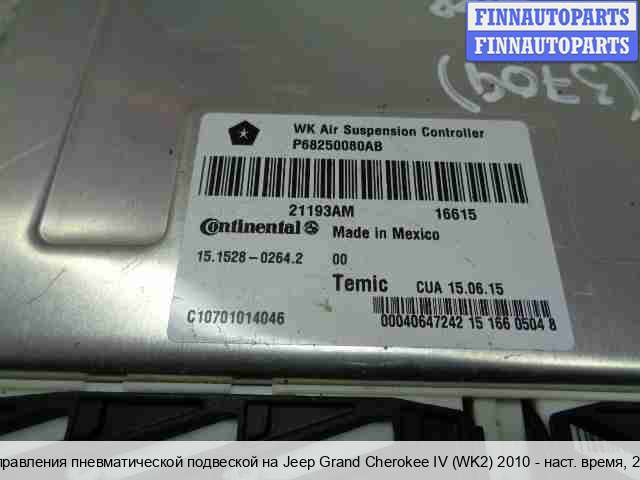 FINNAUTOPARTS
FINNAUTOPARTS
(3709)
WK Air Suspension Controller
P68250080AB
21193AM 16615
Continental Made in Mexico
15.1528-0264.2 00
Temic CUA 15.06.15
C10701014046 00040647242 15 166 0504 8
правления пневматической подвеской на Jeep Grand Cherokee IV (WK2) 2010 - наст. время, 2